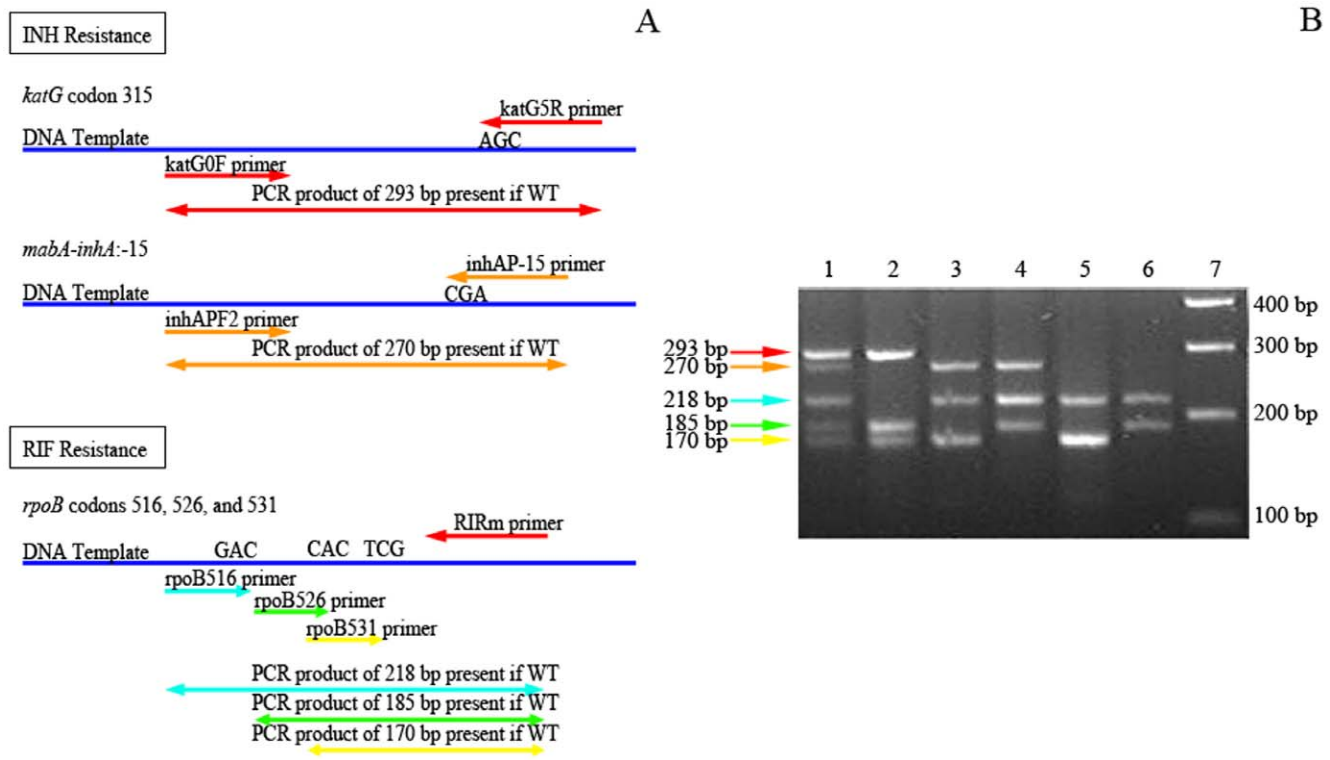 A
B
INH Resistance
katG codon 315
katG5R primer
DNA Template
AGC
katG0F primer
PCR product of 293 bp present if WT
mabA-inhA:-15
inhAP-15 primer
DNA Template
CGA
inhAPF2 primer
PCR product of 270 bp present if WT
RIF Resistance
rpoB codons 516, 526, and 531
RIRm primer
DNA Template
GAC CAC TCG
rpoB516 primer
rpoB526 primer
rpoB531 primer
PCR product of 218 bp present if WT
PCR product of 185 bp present if WT
PCR product of 170 bp present if WT
1 2 3 4 5 6 7
293 bp
270 bp
218 bp
185 bp
170 bp
400 bp
300 bp
200 bp
100 bp